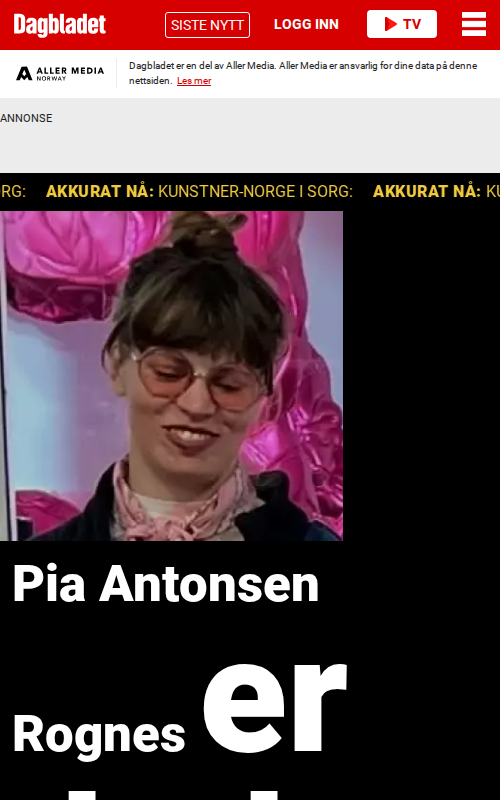 Dagbladet SISTE NYTT LOGG INN TV
ALLER MEDIA
NORWAY
Dagbladet er en del av Aller Media. Aller Media er ansvarlig for dine data på denne
nettsiden. Les mer
ANNONSE
RG: AKKURAT NÅ: KUNSTNER-NORGE I SORG: AKKURAT NÅ: KU
Pia Antonsen
Rognes er